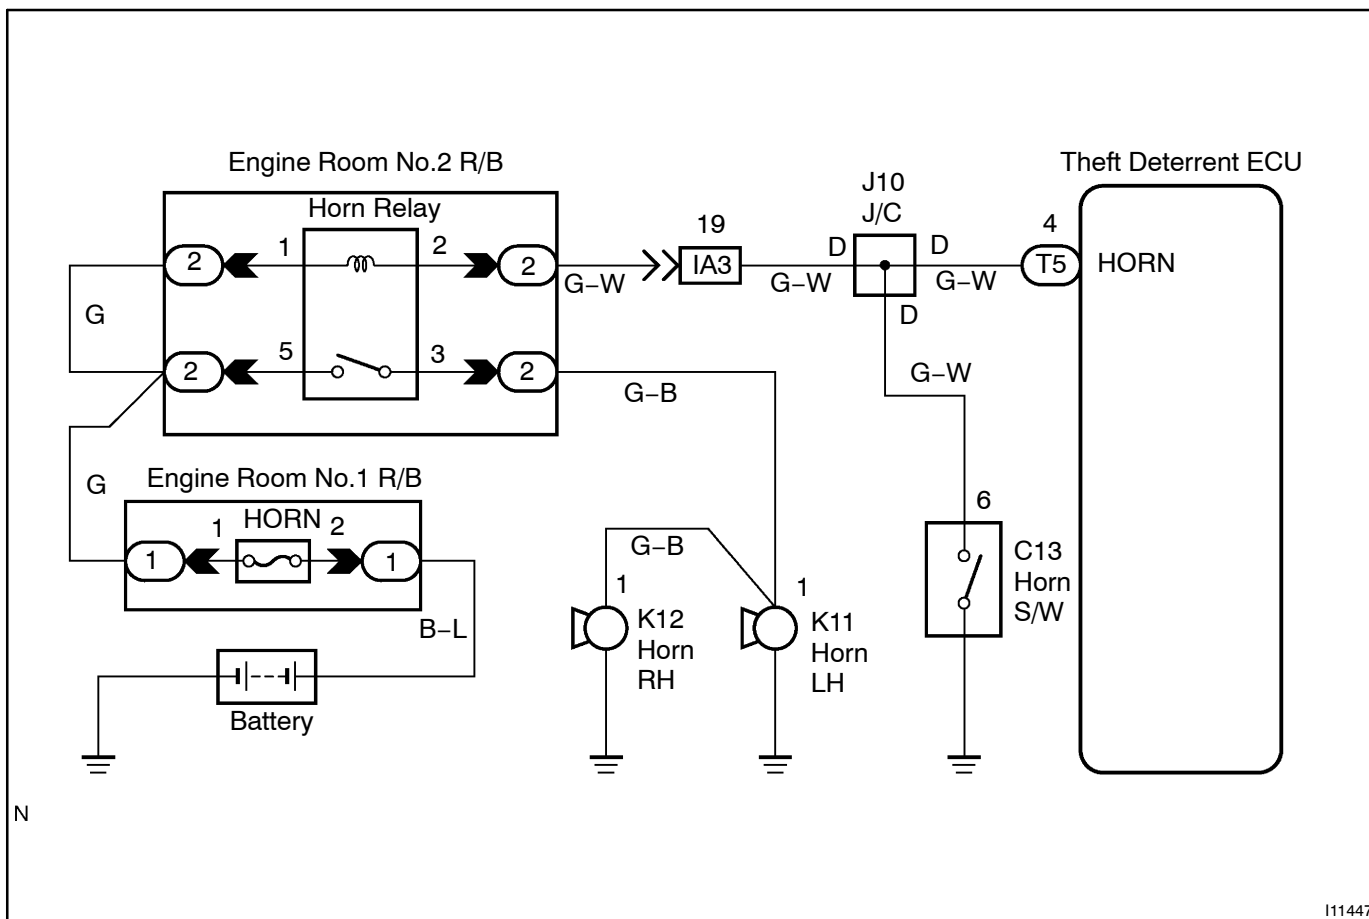 Engine Room No.2 R/B
Theft Deterrent ECU
J10
J/C
Horn Relay
19
4
2
1
2
2
IA3
D
D
T5
HORN
G-W
G-W
G-W
G
D
2
5
3
2
G-B
G-W
Engine Room No.1 R/B
G
HORN
1
2
6
1
1
G-B
C13
Horn
S/W
1
1
B-L
K12
Horn
RH
K11
Horn
LH
Battery
N
I11447